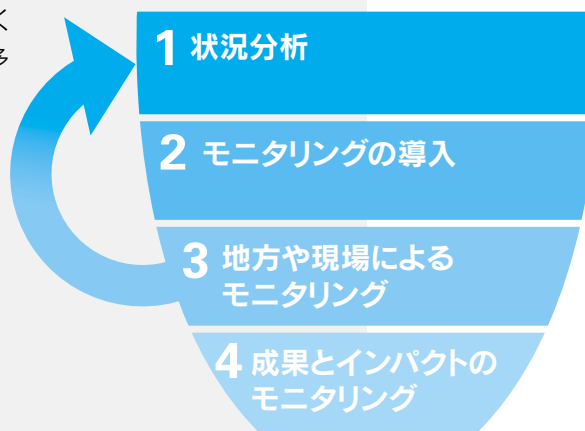 く
1 状況分析
2 モニタリングの導入
3 地方や現場による
モニタリング
4 成果とインパクトの
モニタリング